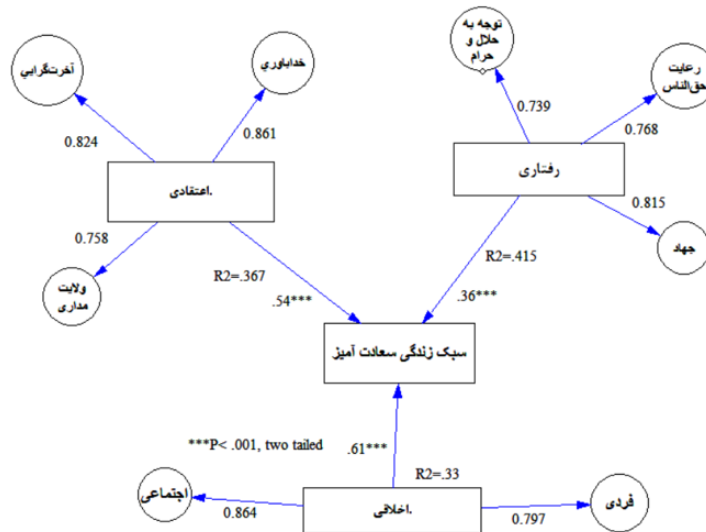 توجه به
حلال و
حرام
آخرت‌گرایي
خداباوري
رعایت
حق‌الناس
0.739
0.768
0.824
0.861
.اعتقادی
رفتاری
0.815
0.758
جهاد
ولایت
مداری
R2=.367
R2=.415
.54***
.36***
سبک زندگی سعادت آمیز
***P< .001, two tailed
.61***
R2=.33
اجتماعی
فردی
.اخلاقی
0.864
0.797